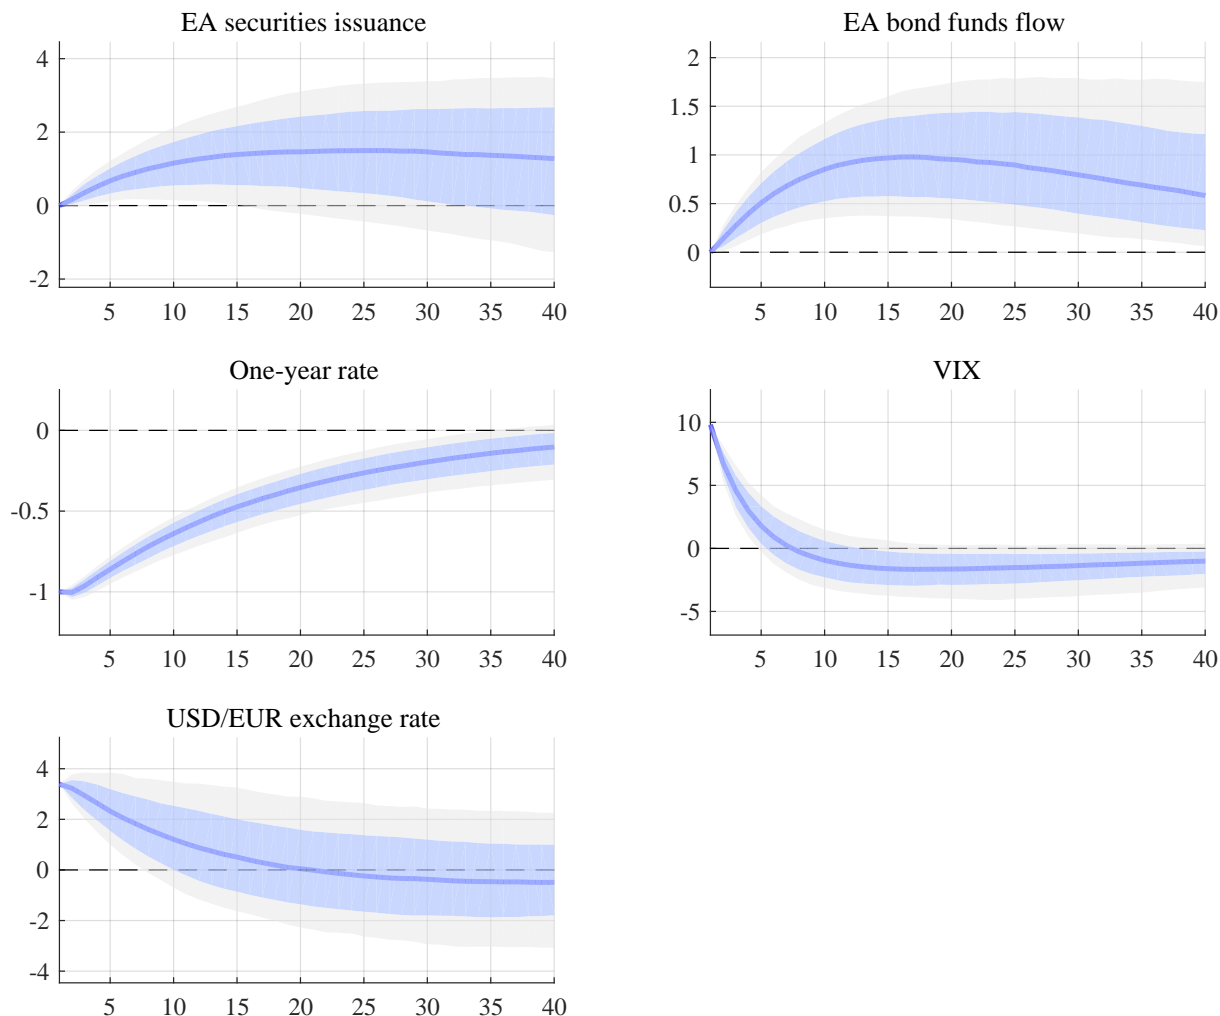 EA securities issuance
4
2
0
-2
5 10 15 20 25 30 35 40
EA bond funds flow
2
1.5
1
0.5
0
5 10 15 20 25 30 35 40
One-year rate
0
-0.5
-1
5 10 15 20 25 30 35 40
VIX
10
5
0
-5
5 10 15 20 25 30 35 40
USD/EUR exchange rate
4
2
0
-2
-4
5 10 15 20 25 30 35 40